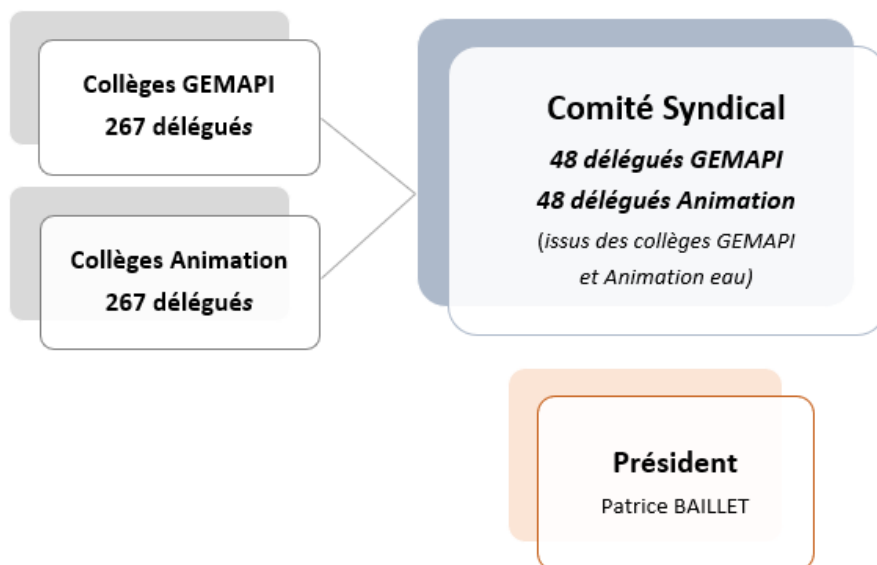 Collèges GEMAPI
267 délégués
Collèges Animation
267 délégués
Comité Syndical
48 délégués GEMAPI
48 délégués Animation
(issus des collèges GEMAPI
et Animation eau)
Président
Patrice BAILLET